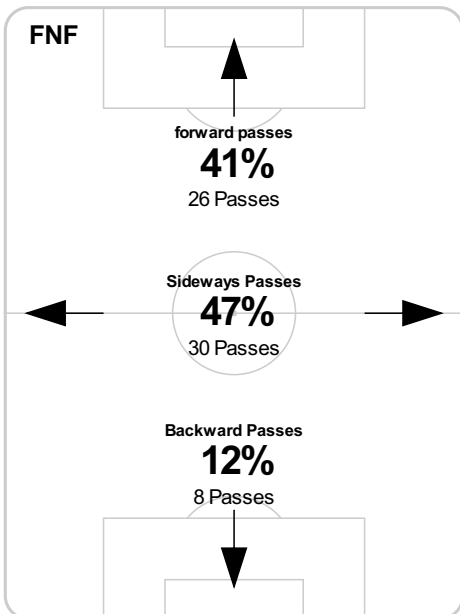 FNF
forward passes
41%
26 Passes
Sideways Passes
47%
30 Passes
Backward Passes
12%
8 Passes